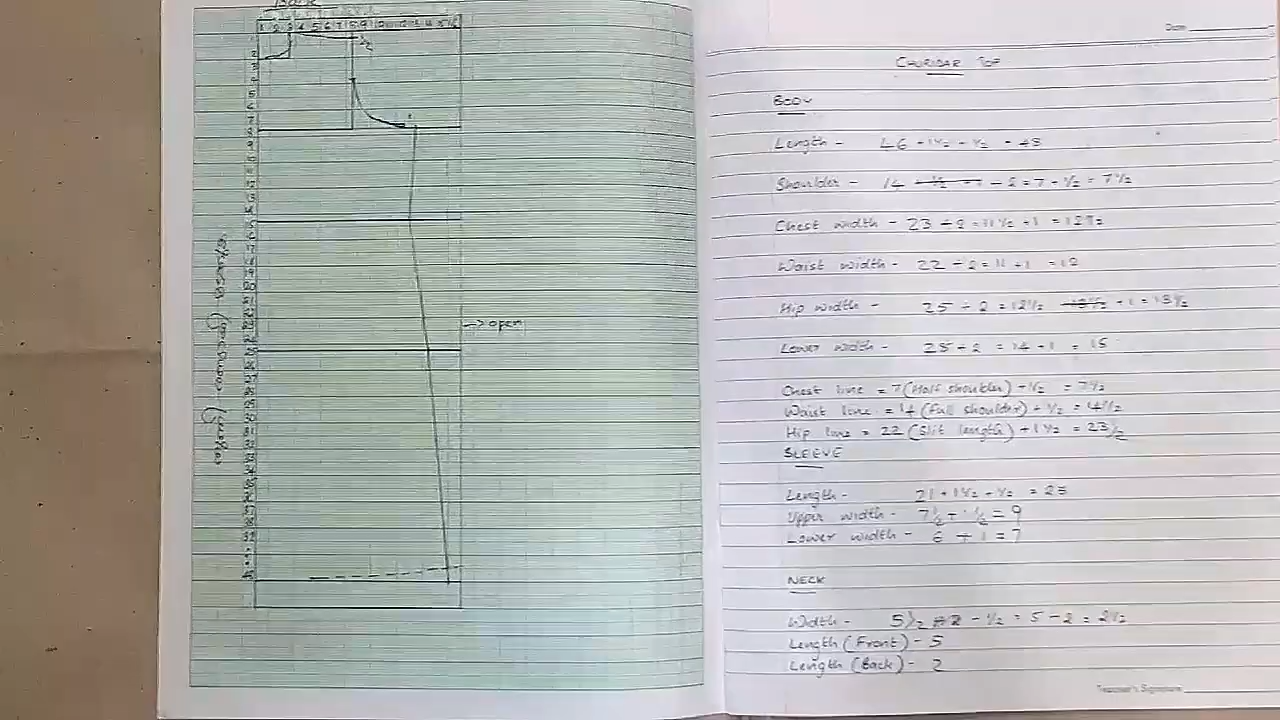 Back
→ open
Date
CHURIDAR TOP
BODY
Length - 46 + 1½ + ½ = 48
Shoulder - 14 ÷ 2 = 7 + ½ = 7½
Chest width - 23 ÷ 2 = 11½ + 1 = 12½
Waist width - 22 ÷ 2 = 11 + 1 = 12
Hip width - 25 ÷ 2 = 12½ + 1 = 13½
Lower width - 28 ÷ 2 = 14 + 1 = 15
Chest line = 7 (Half shoulder) + ½ = 7½
Waist line = 14 (Full shoulder) + ½ = 14½
Hip line = 22 (Slit length) + 1½ = 23½
SLEEVE
Length - 21 + 1½ + ½ = 23
Upper width - 7½ + 1½ = 9
Lower width - 6 + 1 = 7
NECK
Width - 5½ - ½ = 5 ÷ 2 = 2½
Length (Front) - 5
Length (Back) - 2
Teacher's Signature